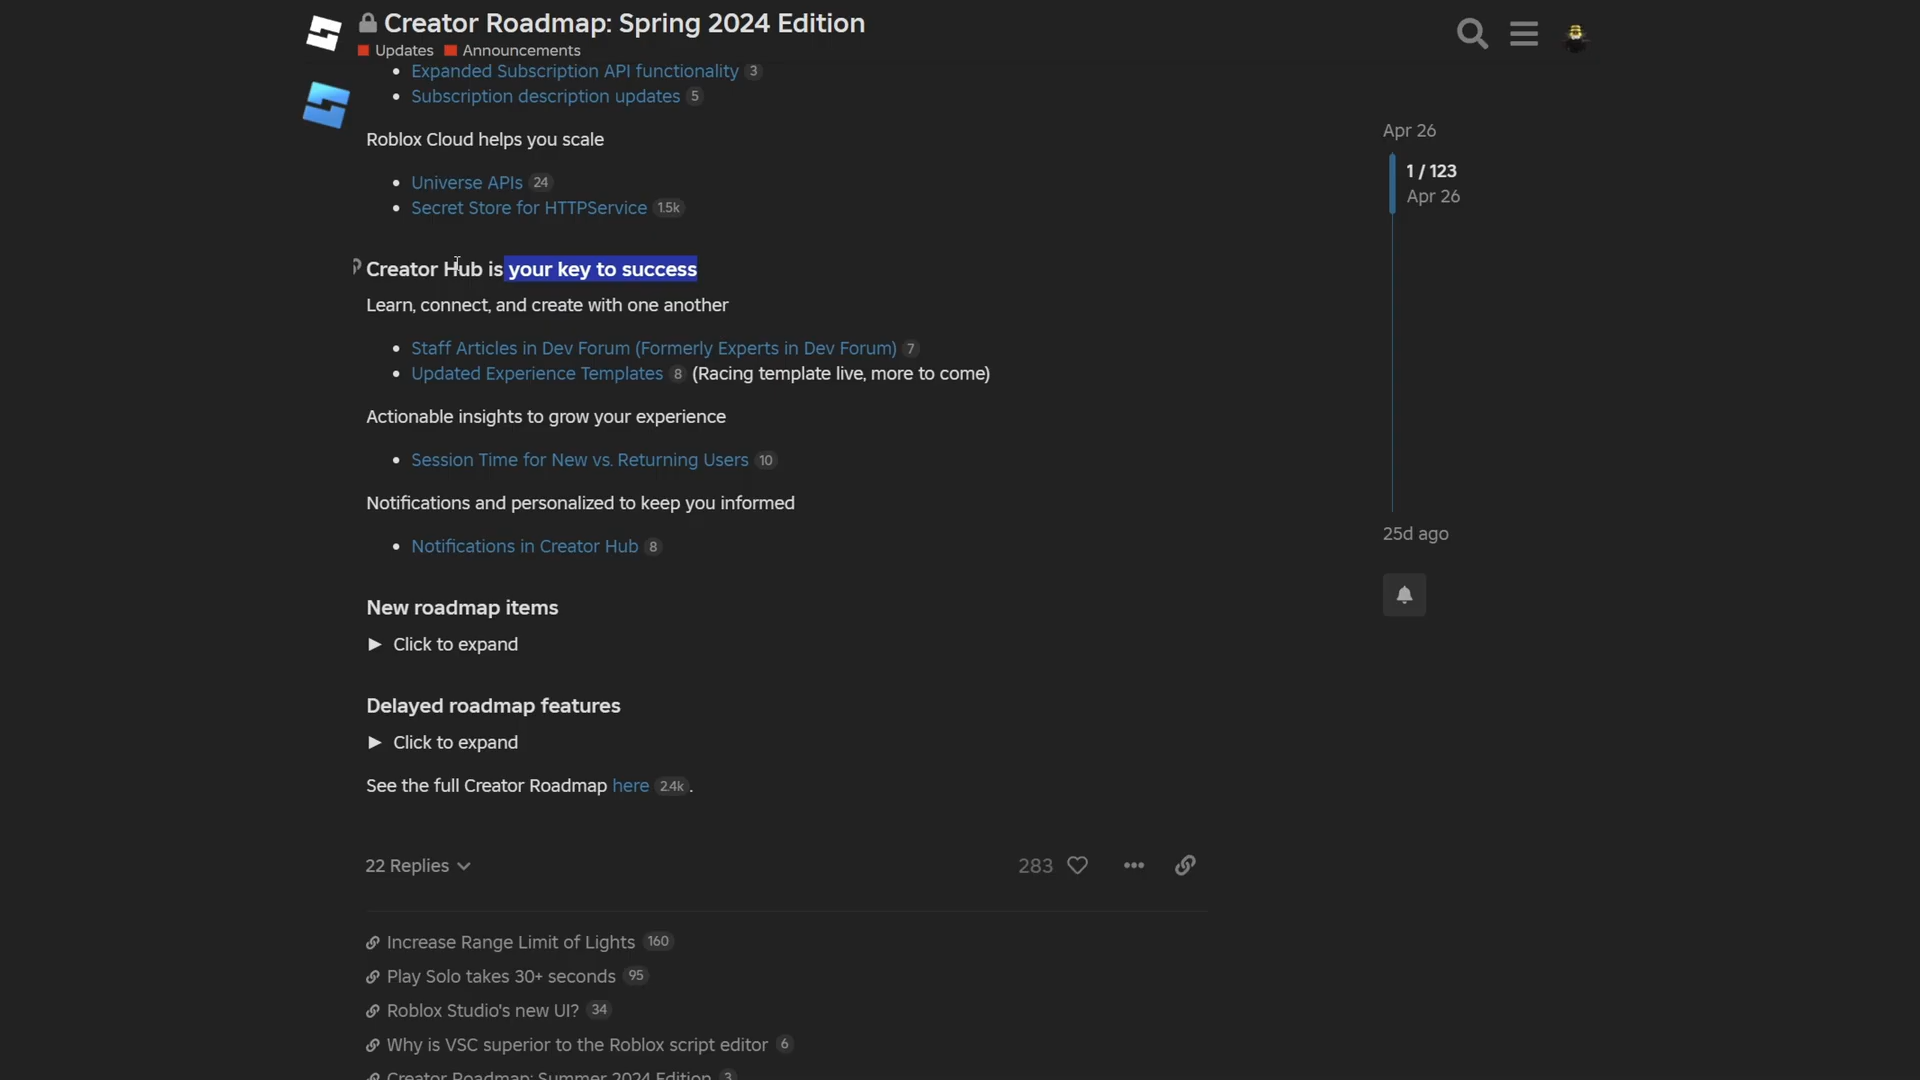 Creator Roadmap: Spring 2024 Edition
Updates Announcements
Expanded Subscription API functionality 3
Subscription description updates 5
Roblox Cloud helps you scale
Universe APIs 24
Secret Store for HTTPService 1.5k
Creator Hub is your key to success
Learn, connect, and create with one another
Staff Articles in Dev Forum (Formerly Experts in Dev Forum) 7
Updated Experience Templates 8 (Racing template live, more to come)
Actionable insights to grow your experience
Session Time for New vs. Returning Users 10
Notifications and personalized to keep you informed
Notifications in Creator Hub 8
New roadmap items
► Click to expand
Delayed roadmap features
► Click to expand
See the full Creator Roadmap here 2.4k .
22 Replies
283
Increase Range Limit of Lights 160
Play Solo takes 30+ seconds 95
Roblox Studio's new UI? 34
Why is VSC superior to the Roblox script editor 6
Creator Roadmap: Summer 2024 Edition 3
Apr 26
1 / 123
Apr 26
25d ago